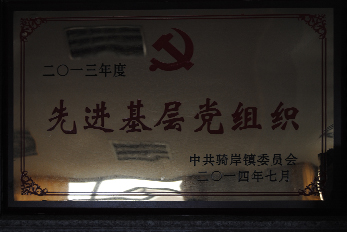 二〇一三年度
先进基层党组织
中共骑岸镇委员会
二〇一四年七月